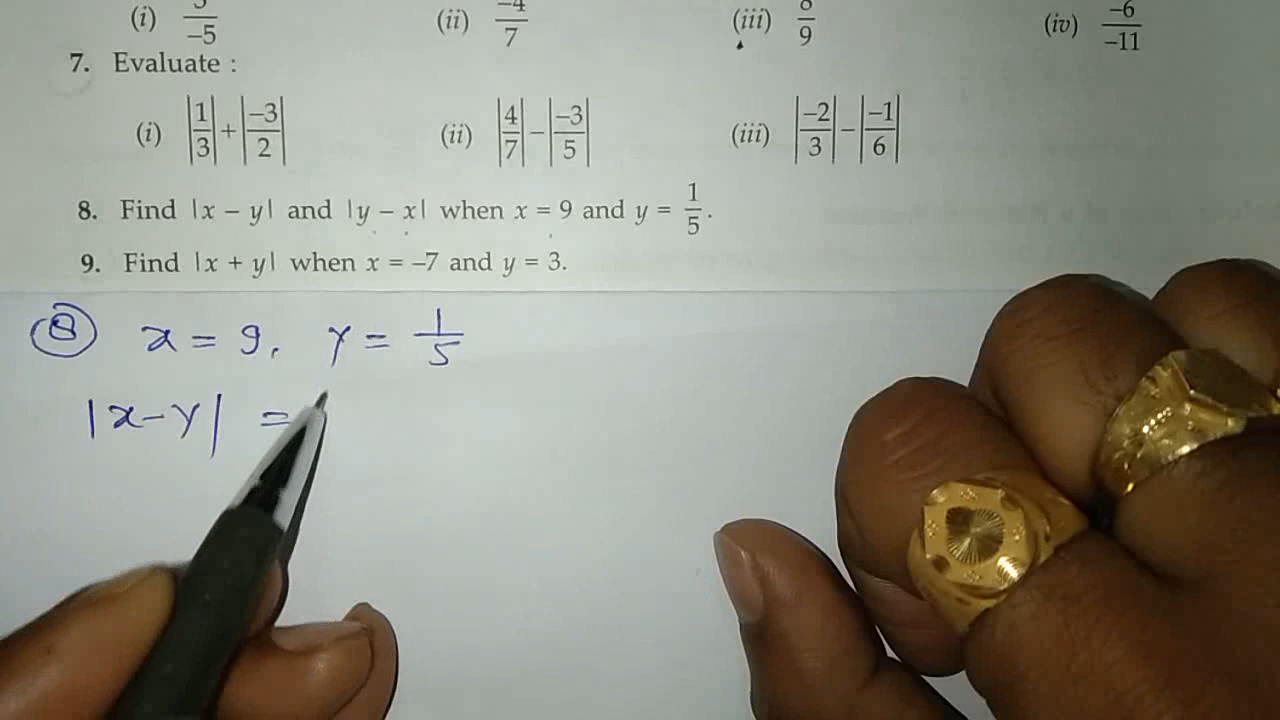 (i) 3/-5 (ii) -4/7 (iii) 8/9 (iv) -6/-11
7. Evaluate :
(i) |1/3| + |-3/2| (ii) |4/7| - |-3/5| (iii) |-2/3| - |-1/6|
8. Find |x – y| and |y – x| when x = 9 and y = 1/5.
9. Find |x + y| when x = –7 and y = 3.
⑧ x = 9, y = 1/5
|x-y| =